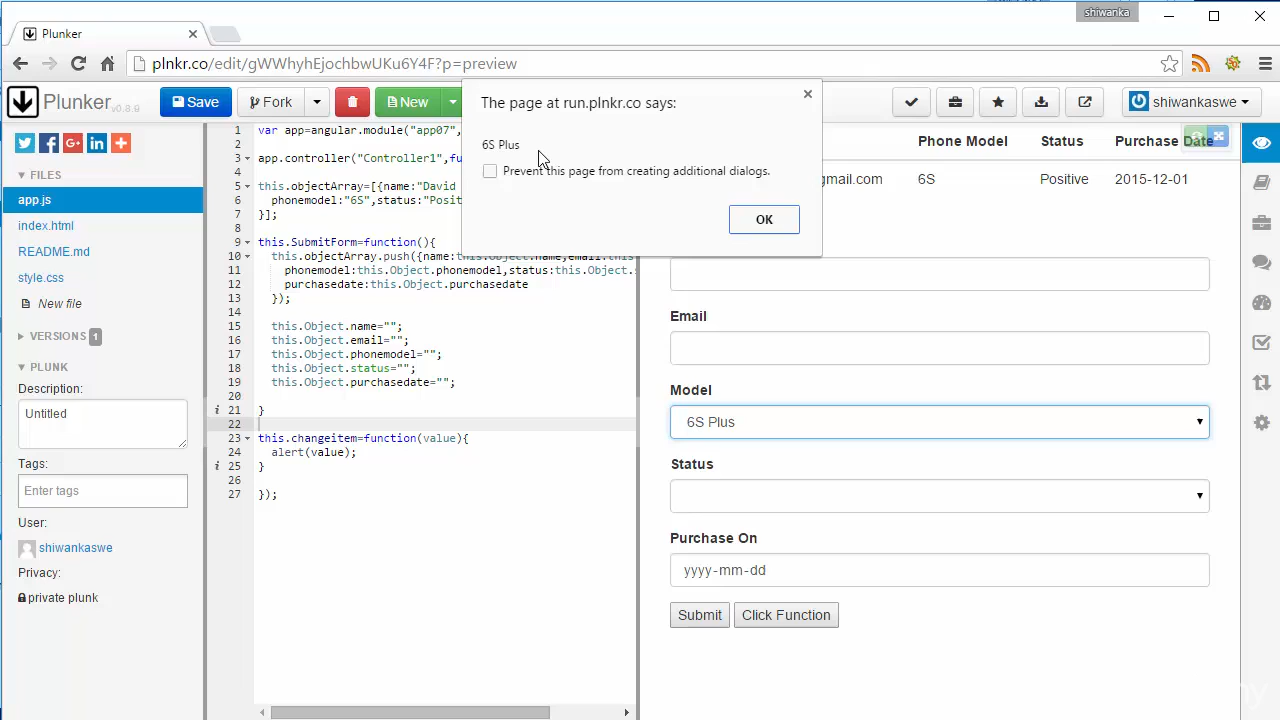 shiwanka
Plunker
plnkr.co/edit/gWWhyhEjochbwUKu6Y4F?p=preview
Plunker v0.8.9
Save
Fork
New
shiwankaswe
The page at run.plnkr.co says:
6S Plus
Prevent this page from creating additional dialogs.
OK
FILES
app.js
index.html
README.md
style.css
New file
VERSIONS 1
PLUNK
Description:
Untitled
Tags:
Enter tags
User:
shiwankaswe
Privacy:
private plunk
1 var app=angular.module("app07",
2
3 app.controller("Controller1",fu
4
5 this.objectArray=[{name:"David
6 phonemodel:"6S",status:"Posit
7 }];
8
9 this.SubmitForm=function(){
10 this.objectArray.push({name:this.Object.name,email:this
11 phonemodel:this.Object.phonemodel,status:this.Object.s
12 purchasedate:this.Object.purchasedate
13 });
14
15 this.Object.name="";
16 this.Object.email="";
17 this.Object.phonemodel="";
18 this.Object.status="";
19 this.Object.purchasedate="";
20
21 }
22
23 this.changeitem=function(value){
24 alert(value);
25 }
26
27 });
Phone Model Status Purchase Date
gmail.com 6S Positive 2015-12-01
Email
Model
6S Plus
Status
Purchase On
yyyy-mm-dd
Submit Click Function